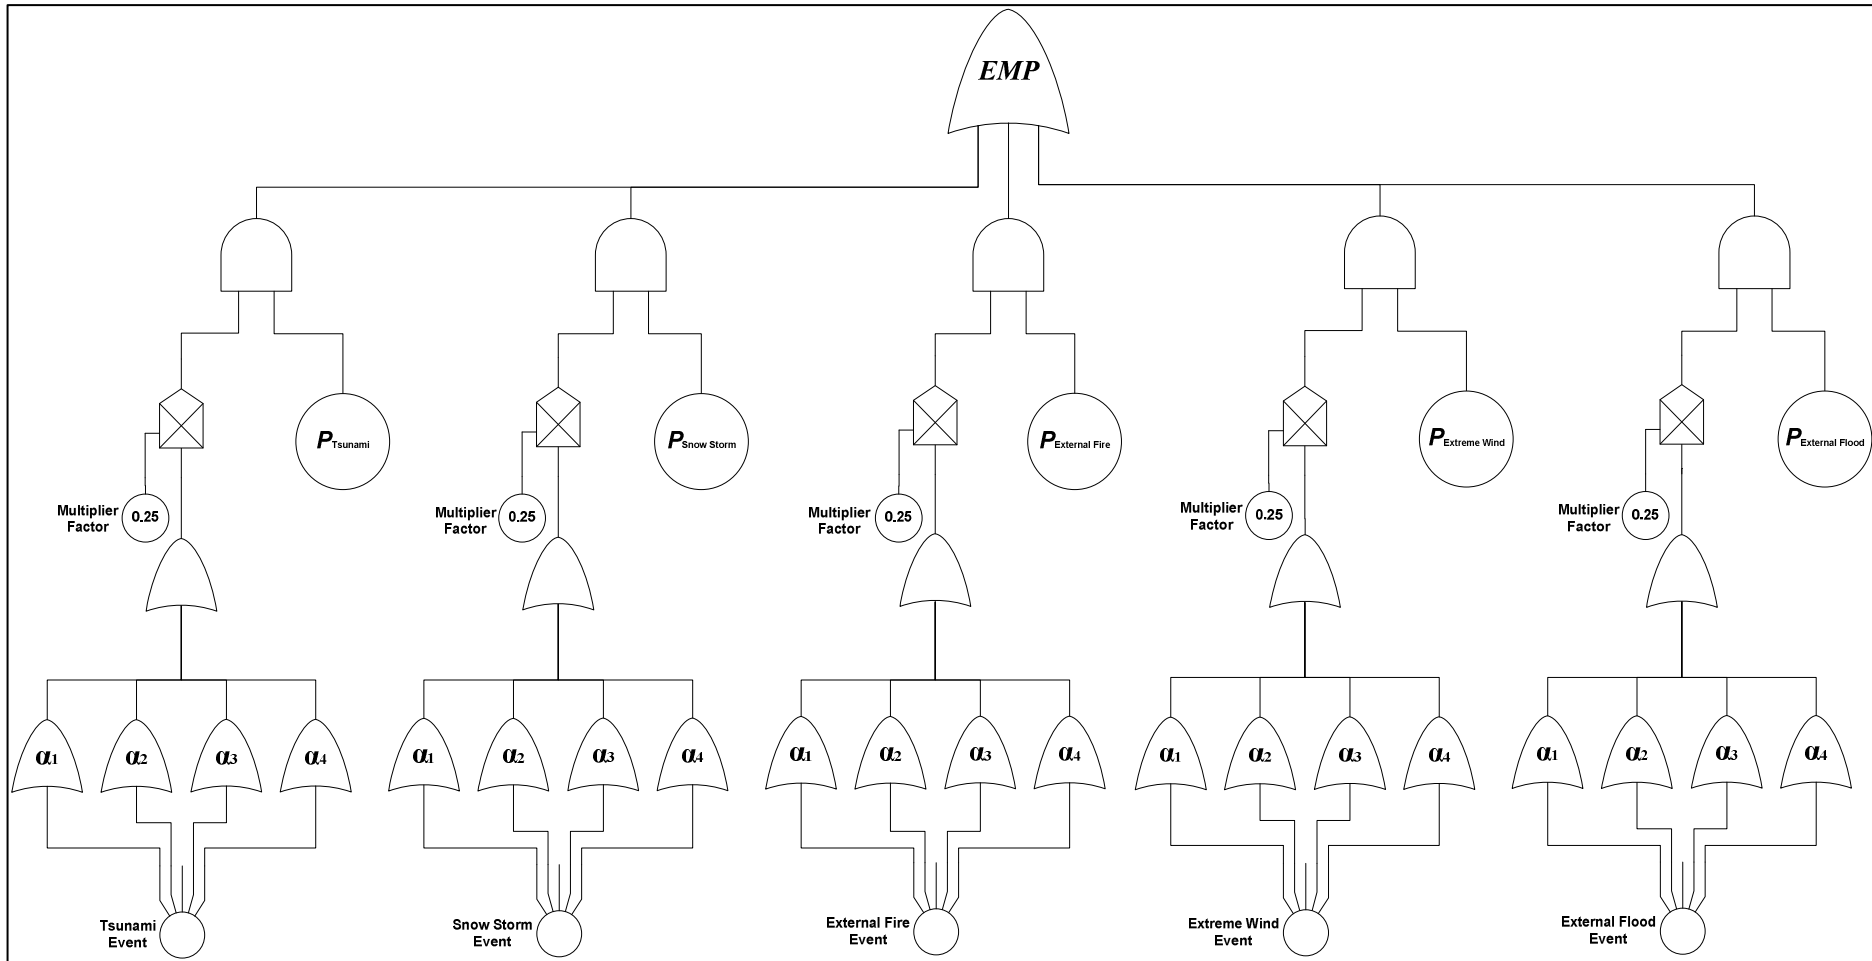 EMP
PTsunami
PSnow Storm
PExternal Fire
PExtreme Wind
PExternal Flood
Multiplier
Factor
0.25
Multiplier
Factor
0.25
Multiplier
Factor
0.25
Multiplier
Factor
0.25
Multiplier
Factor
0.25
α1
α2
α3
α4
α1
α2
α3
α4
α1
α2
α3
α4
α1
α2
α3
α4
α1
α2
α3
α4
Tsunami
Event
Snow Storm
Event
External Fire
Event
Extreme Wind
Event
External Flood
Event